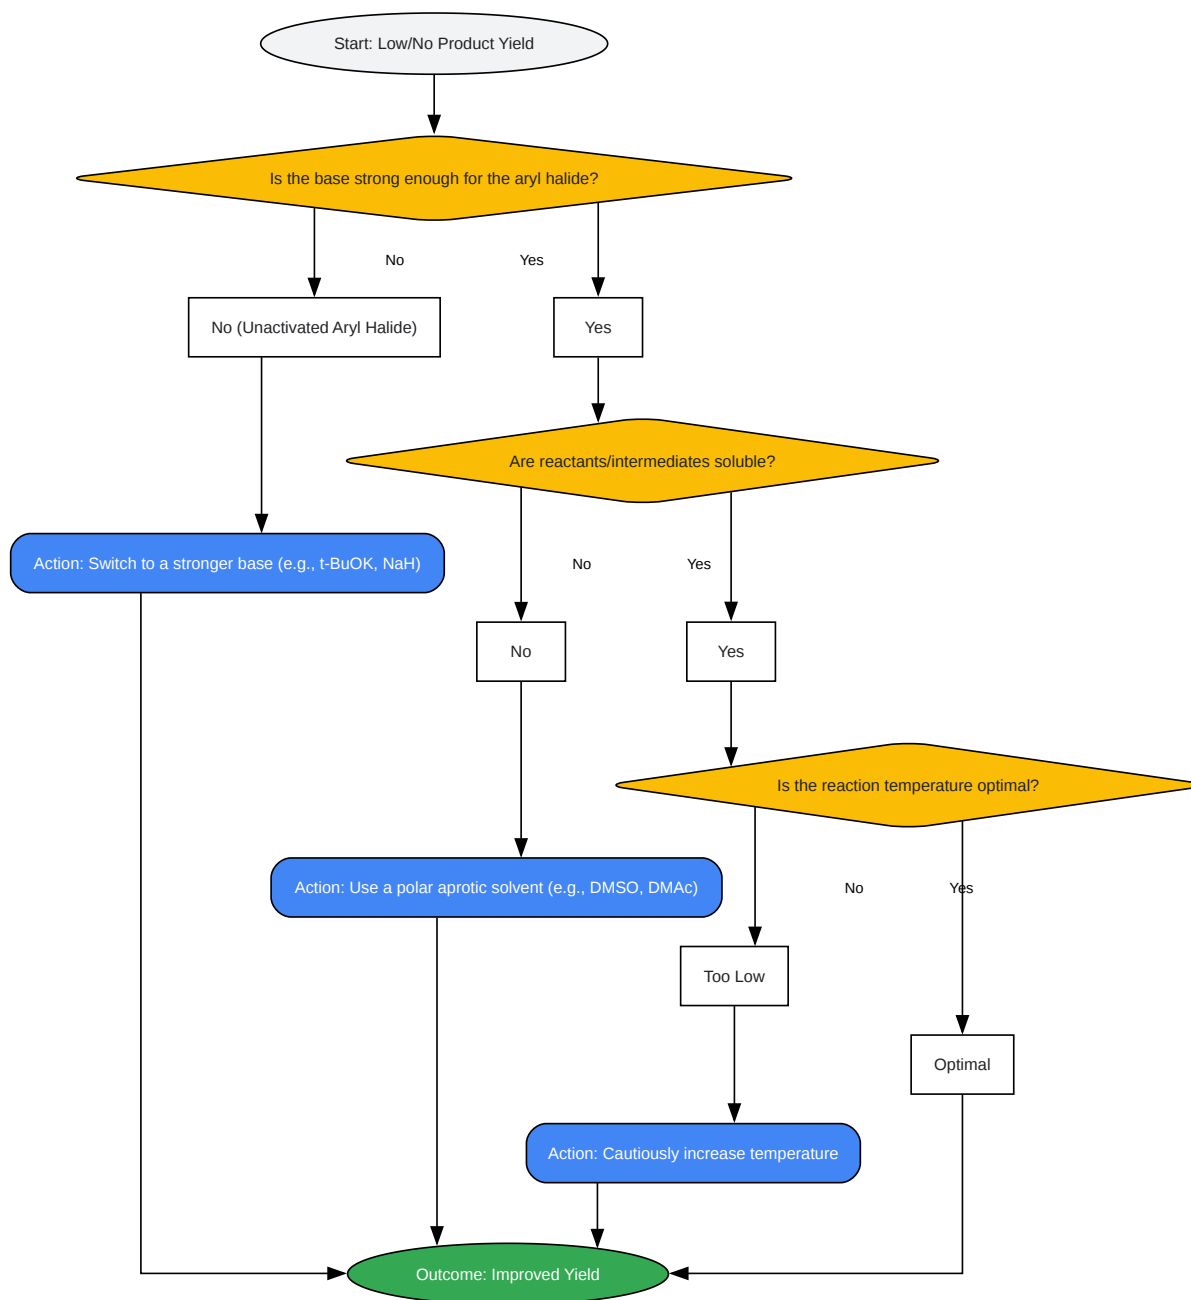 Start: Low/No Product Yield
Is the base strong enough for the aryl halide?
No
Yes
No (Unactivated Aryl Halide)
Yes
Are reactants/intermediates soluble?
Action: Switch to a stronger base (e.g., t-BuOK, NaH)
No
Yes
No
Yes
Is the reaction temperature optimal?
Action: Use a polar aprotic solvent (e.g., DMSO, DMAc)
No
Yes
Too Low
Optimal
Action: Cautiously increase temperature
Outcome: Improved Yield